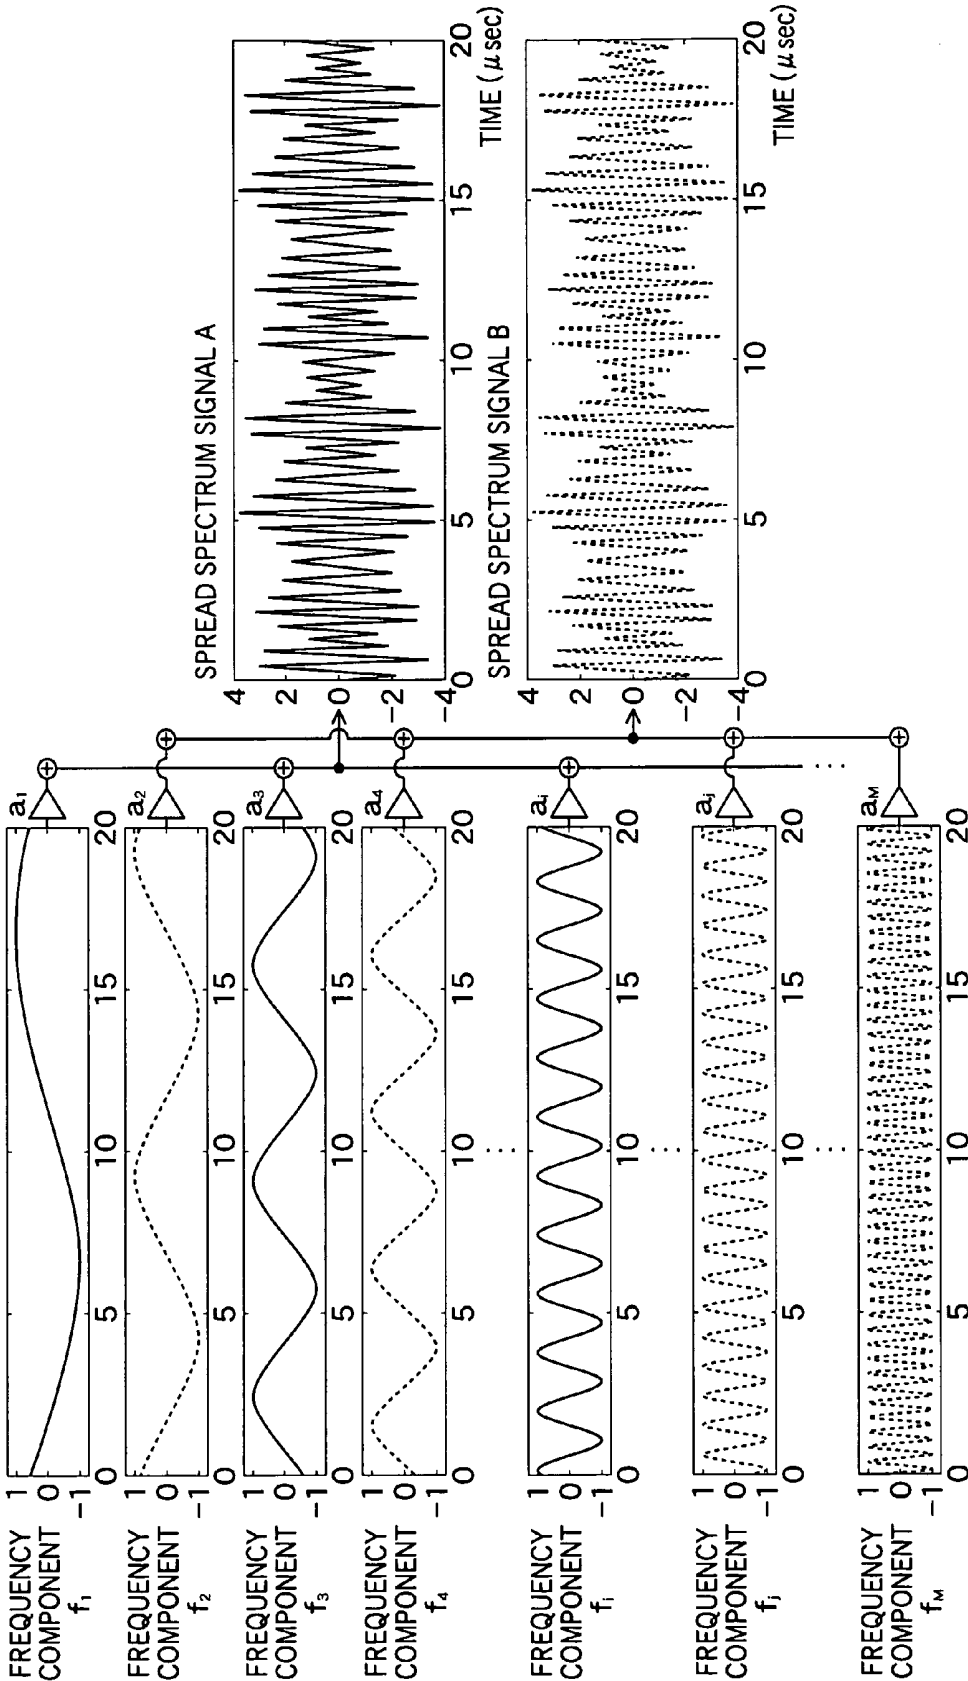 FREQUENCY
COMPONENT
f₁
1
0
-1
0
5
10
15
20
a₁
FREQUENCY
COMPONENT
f₂
1
0
-1
0
5
10
15
20
a₂
FREQUENCY
COMPONENT
f₃
1
0
-1
0
5
10
15
20
a₃
FREQUENCY
COMPONENT
f₄
1
0
-1
0
5
10
15
20
a₄
FREQUENCY
COMPONENT
fᵢ
1
0
-1
0
5
10
15
20
aᵢ
FREQUENCY
COMPONENT
fⱼ
1
0
-1
0
5
10
15
20
aⱼ
FREQUENCY
COMPONENT
f_M
1
0
-1
0
5
10
15
20
a_M
SPREAD SPECTRUM SIGNAL A
4
2
0
-2
-4
0
5
10
15
20
TIME (μsec)
SPREAD SPECTRUM SIGNAL B
4
2
0
-2
-4
0
5
10
15
20
TIME (μsec)